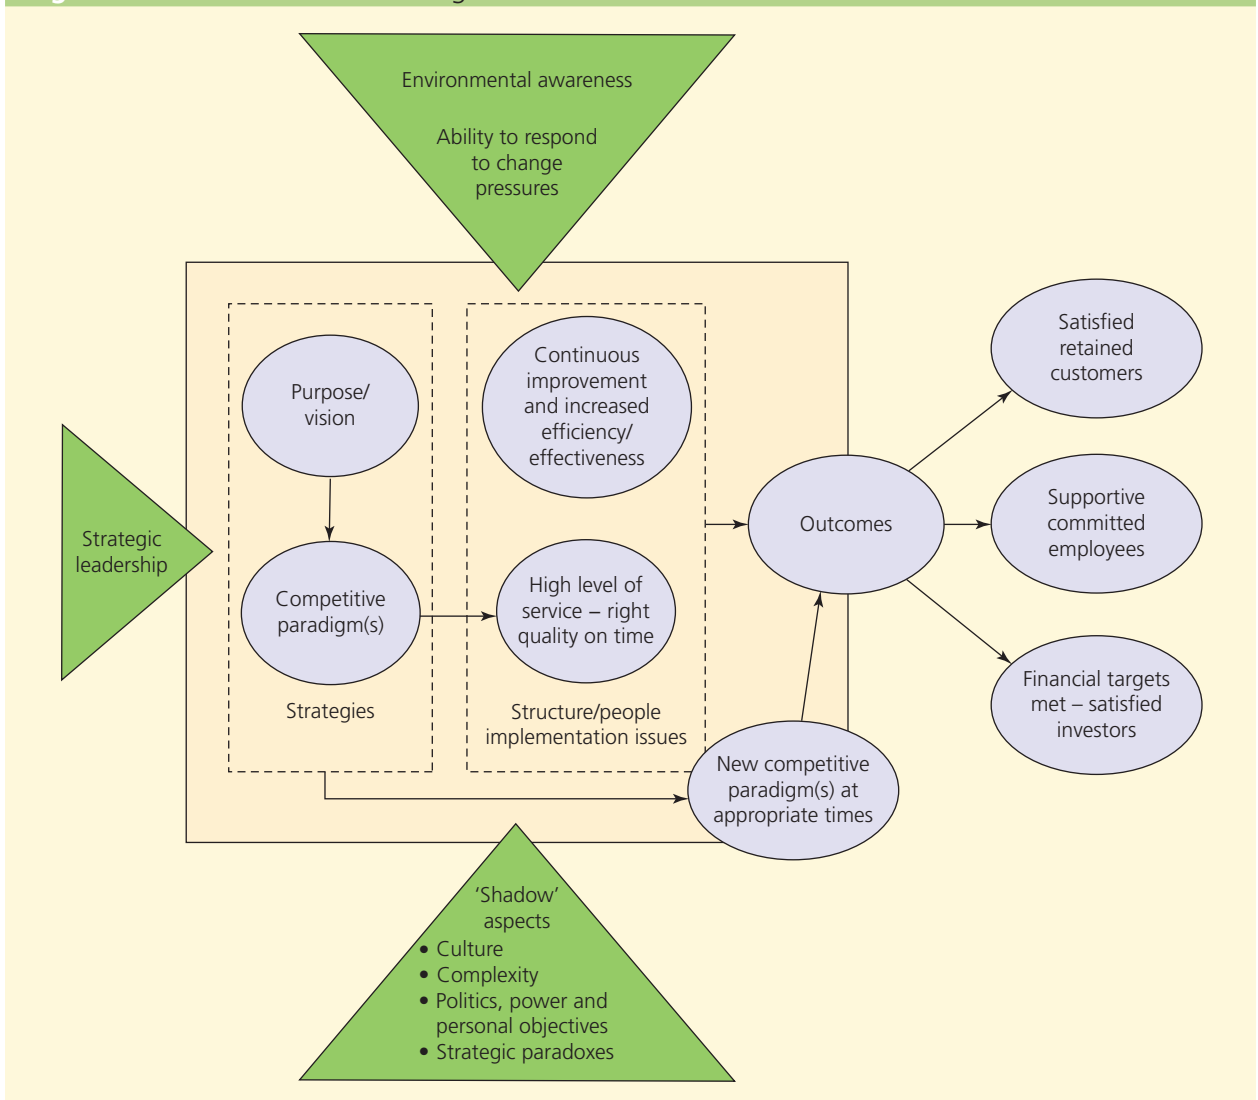 Environmental awareness
Ability to respond
to change
pressures
Purpose/
vision
Continuous
improvement
and increased
efficiency/
effectiveness
Satisfied
retained
customers
Strategic
leadership
Competitive
paradigm(s)
High level of
service – right
quality on time
Outcomes
Supportive
committed
employees
Strategies
Structure/people
implementation issues
New competitive
paradigm(s) at
appropriate times
Financial targets
met – satisfied
investors
‘Shadow’
aspects
• Culture
• Complexity
• Politics, power and
personal objectives
• Strategic paradoxes